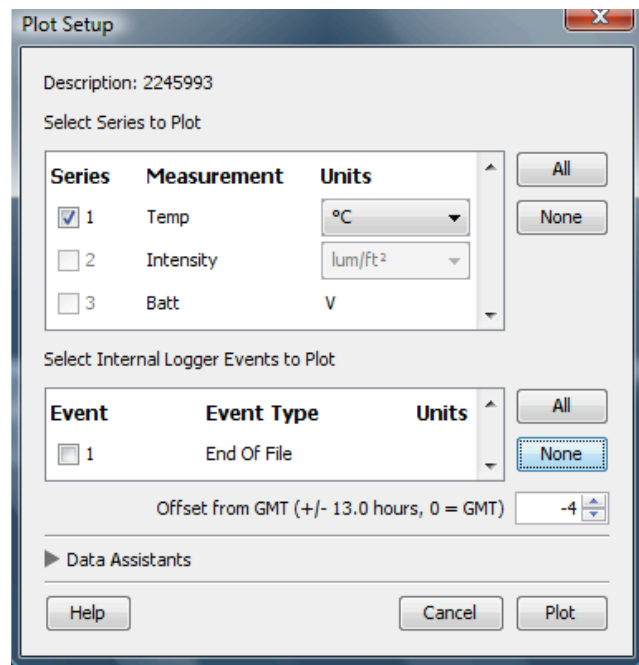 Plot Setup
Description: 2245993
Select Series to Plot
Series Measurement Units
1 Temp °C
2 Intensity lum/ft²
3 Batt V
All
None
Select Internal Logger Events to Plot
Event Event Type Units
1 End Of File
All
None
Offset from GMT (+/- 13.0 hours, 0 = GMT) -4
Data Assistants
Help Cancel Plot